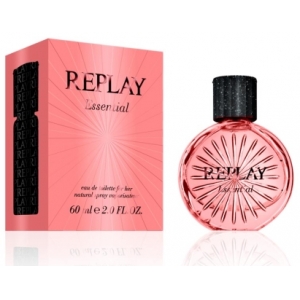 REPLAY
Essential
eau de toilette for her
natural spray vaporisateur
60 ml e 2.0 FL.OZ.
REPLAY
Essential